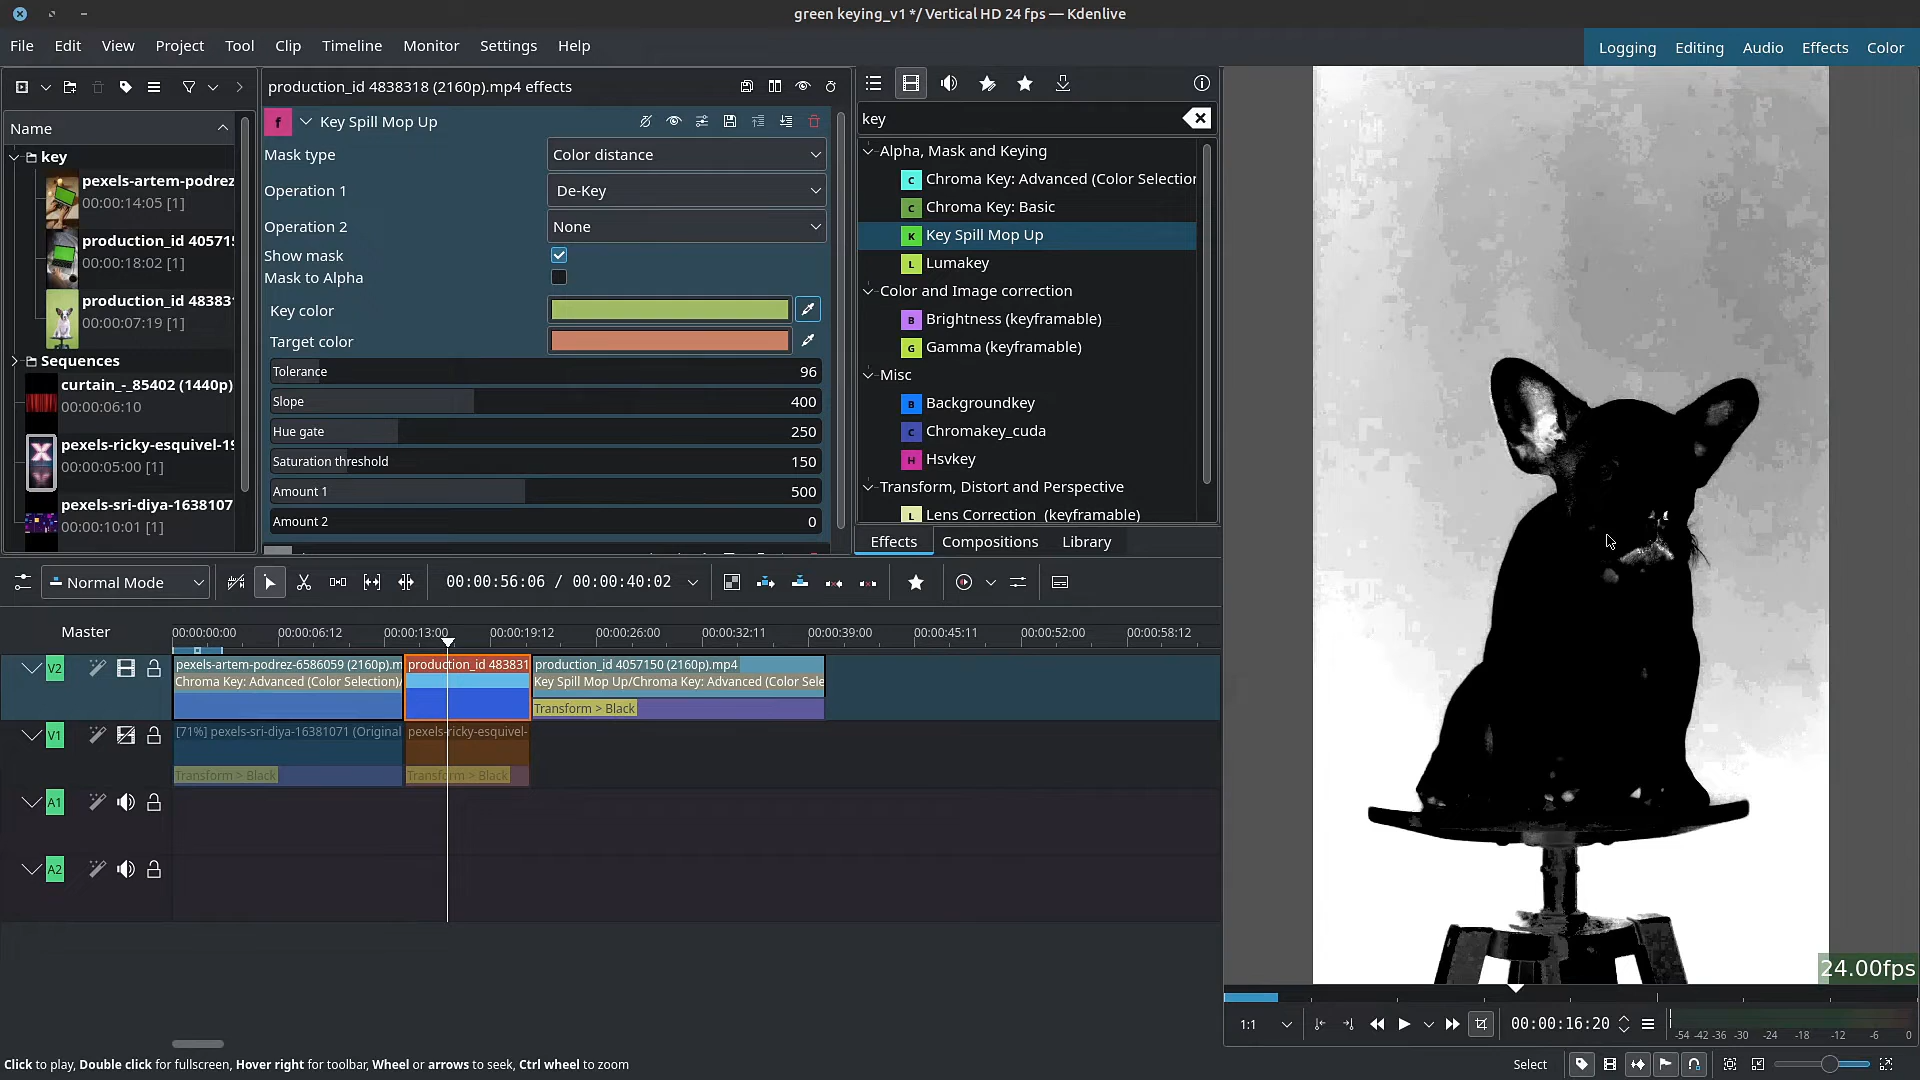 green keying_v1 */ Vertical HD 24 fps — Kdenlive
File Edit View Project Tool Clip Timeline Monitor Settings Help
Logging Editing Audio Effects Color
Name
key
pexels-artem-podrez
00:00:14:05 [1]
production_id 405715
00:00:18:02 [1]
production_id 48383
00:00:07:19 [1]
Sequences
curtain_-_85402 (1440p)
00:00:06:10
pexels-ricky-esquivel-19
00:00:05:00 [1]
pexels-sri-diya-1638107
00:00:10:01 [1]
production_id 4838318 (2160p).mp4 effects
f Key Spill Mop Up
Mask type Color distance
Operation 1 De-Key
Operation 2 None
Show mask
Mask to Alpha
Key color
Target color
Tolerance 96
Slope 400
Hue gate 250
Saturation threshold 150
Amount 1 500
Amount 2 0
key
Alpha, Mask and Keying
C Chroma Key: Advanced (Color Selection
C Chroma Key: Basic
K Key Spill Mop Up
L Lumakey
Color and Image correction
B Brightness (keyframable)
G Gamma (keyframable)
Misc
B Backgroundkey
C Chromakey_cuda
H Hsvkey
Transform, Distort and Perspective
L Lens Correction (keyframable)
Effects Compositions Library
Normal Mode
00:00:56:06 / 00:00:40:02
Master
00:00:00:00 00:00:06:12 00:00:13:00 00:00:19:12 00:00:26:00 00:00:32:11 00:00:39:00 00:00:45:11 00:00:52:00 00:00:58:12
V2
pexels-artem-podrez-6586059 (2160p).m
Chroma Key: Advanced (Color Selection)/
production_id 483831
production_id 4057150 (2160p).mp4
Key Spill Mop Up/Chroma Key: Advanced (Color Sele
Transform > Black
V1
[71%] pexels-sri-diya-16381071 (Original
Transform > Black
pexels-ricky-esquivel-
Transform > Black
A1
A2
24.00fps
1:1
00:00:16:20
-54 -42 -36 -30 -24 -18 -12 -6 0
Click to play, Double click for fullscreen, Hover right for toolbar, Wheel or arrows to seek, Ctrl wheel to zoom
Select